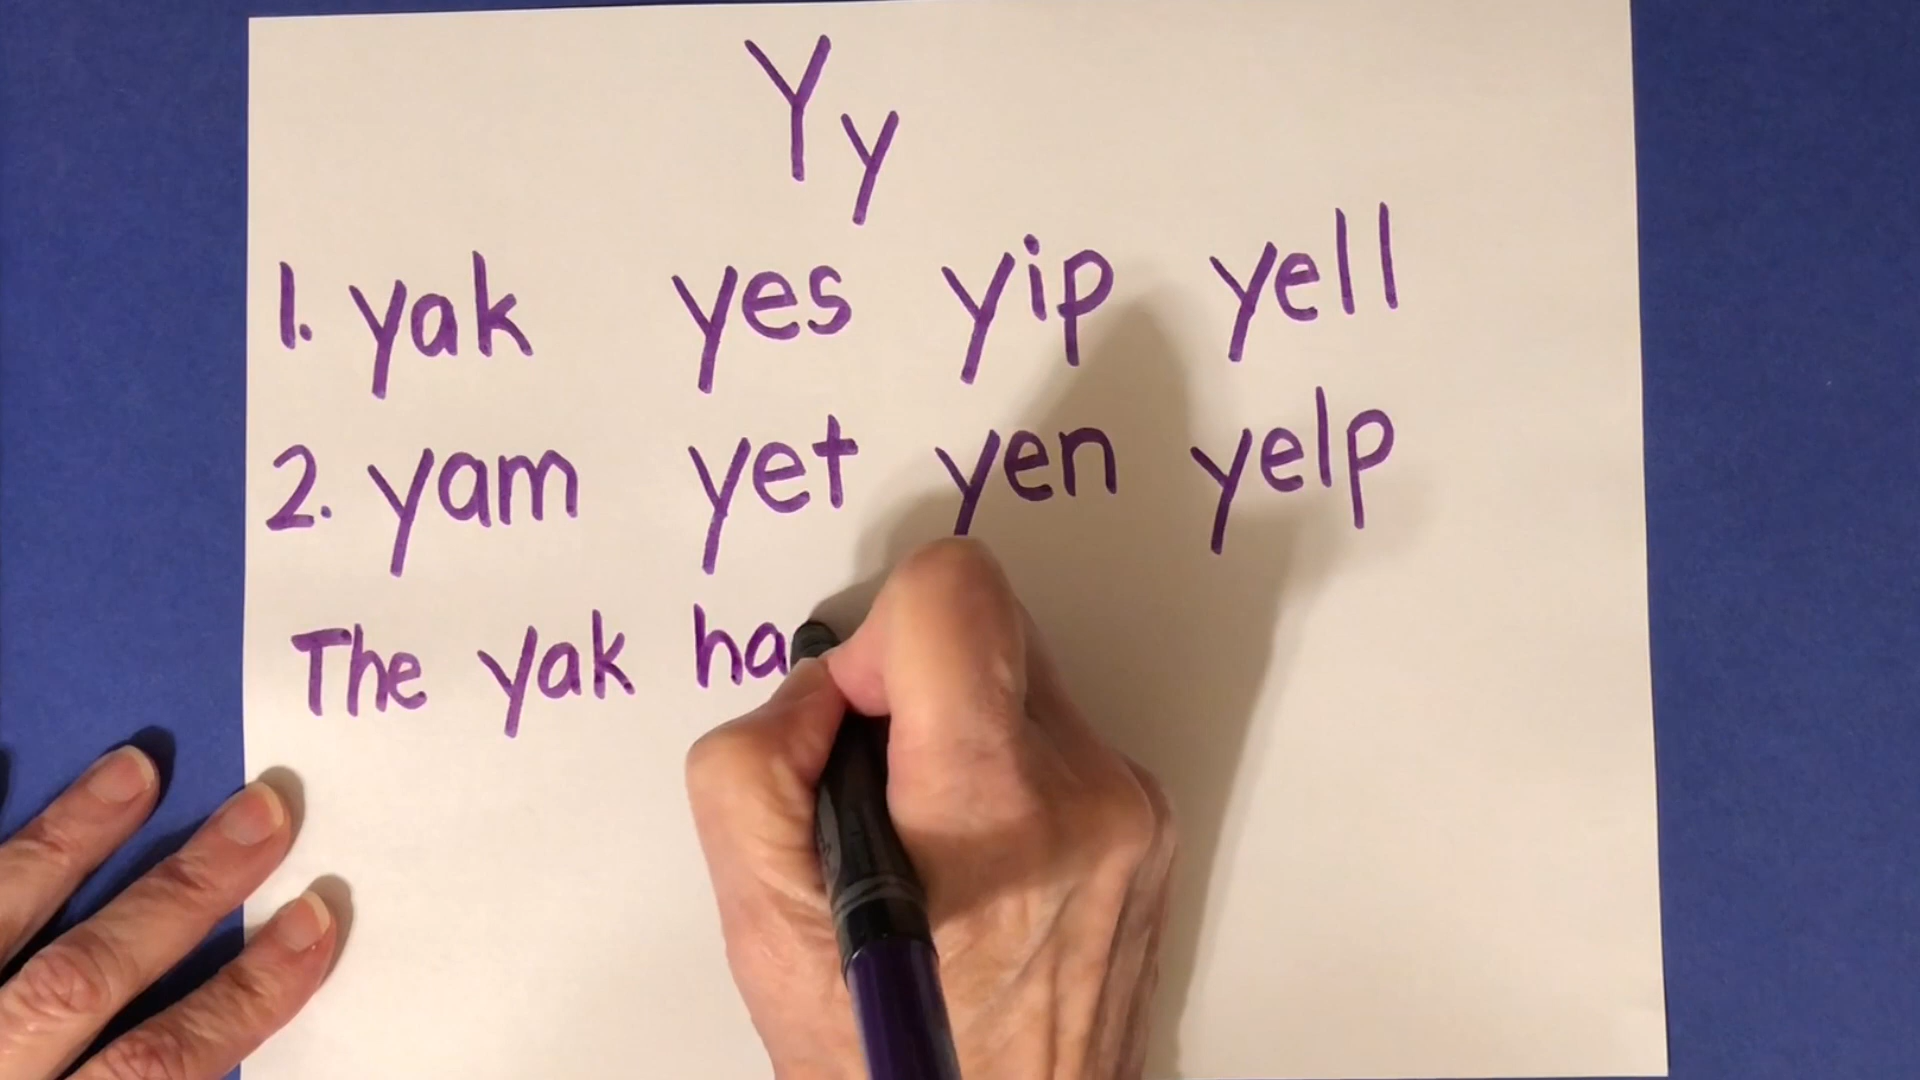 Yy
1. yak yes yip yell
2. yam yet yen yelp
The yak ha